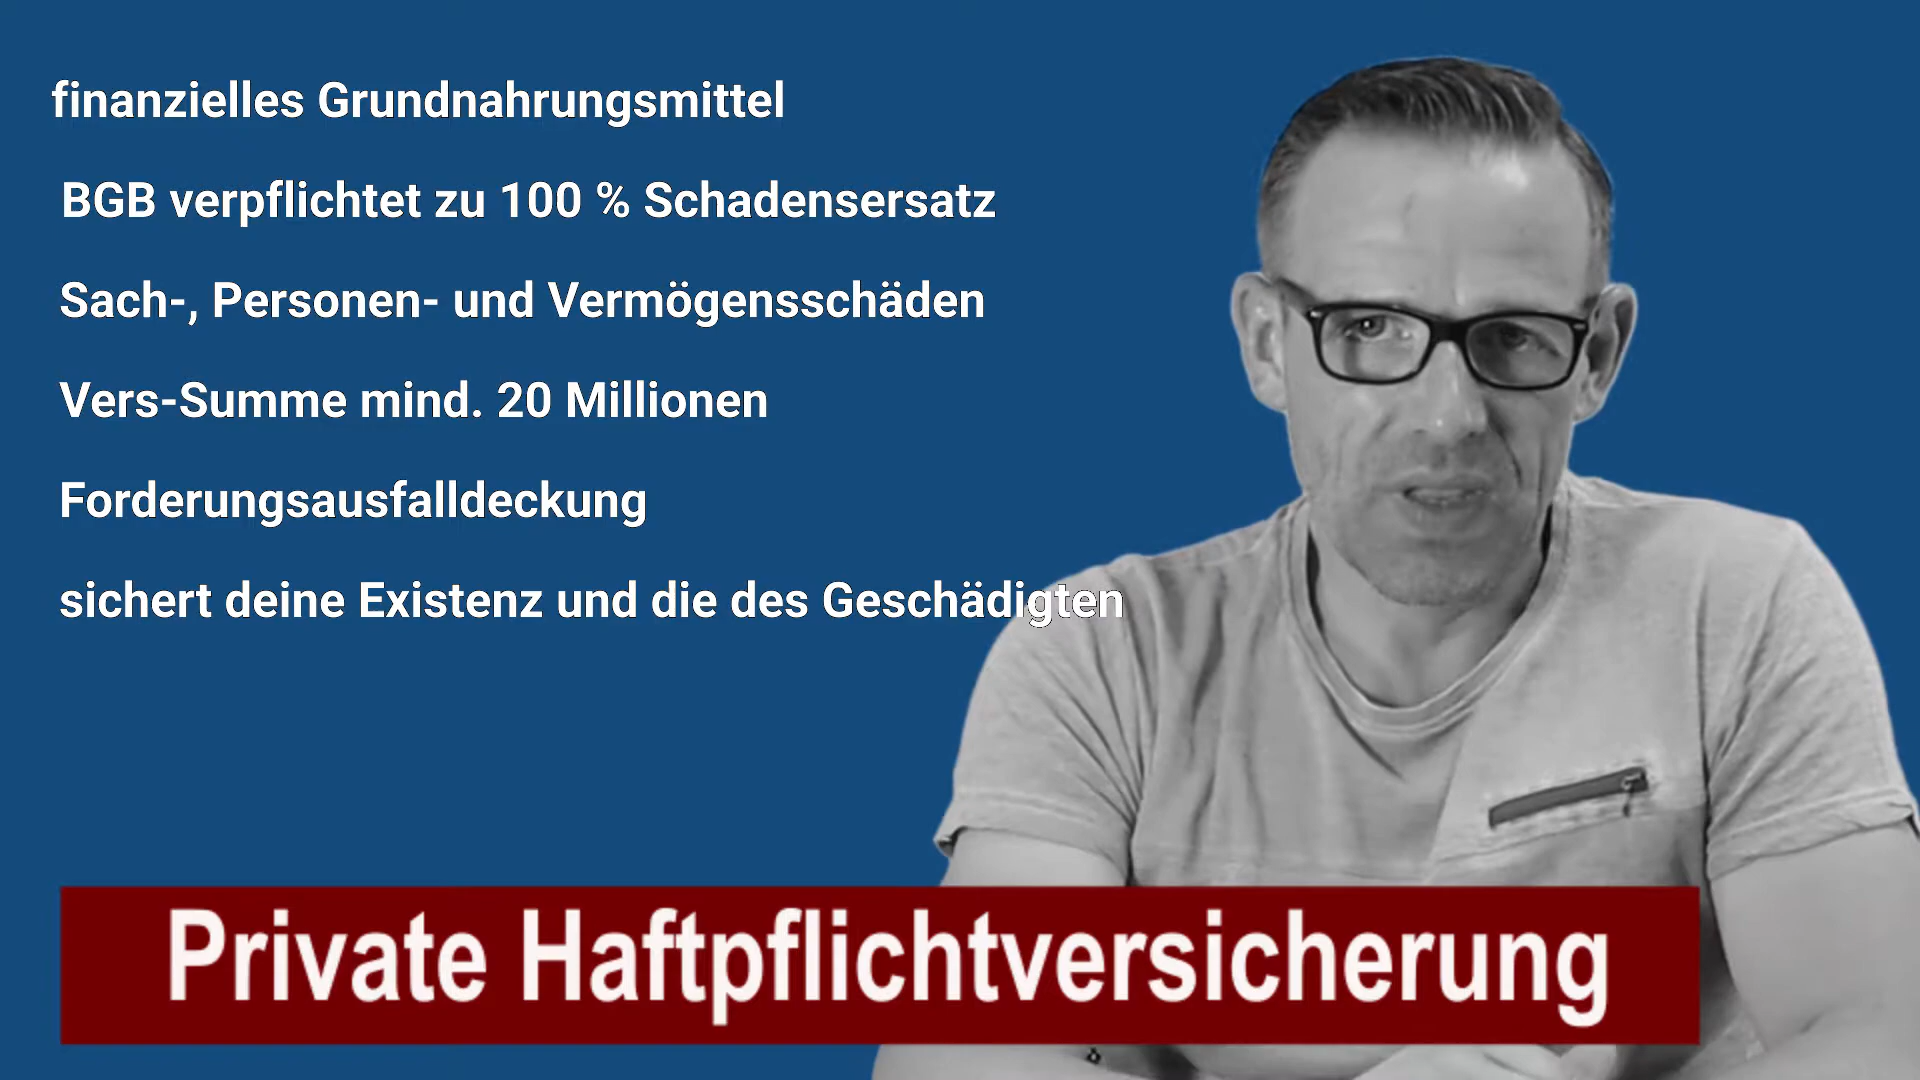 finanzielles Grundnahrungsmittel
BGB verpflichtet zu 100 % Schadensersatz
Sach-, Personen- und Vermögensschäden
Vers-Summe mind. 20 Millionen
Forderungsausfalldeckung
sichert deine Existenz und die des Geschädigten
Private Haftpflichtversicherung